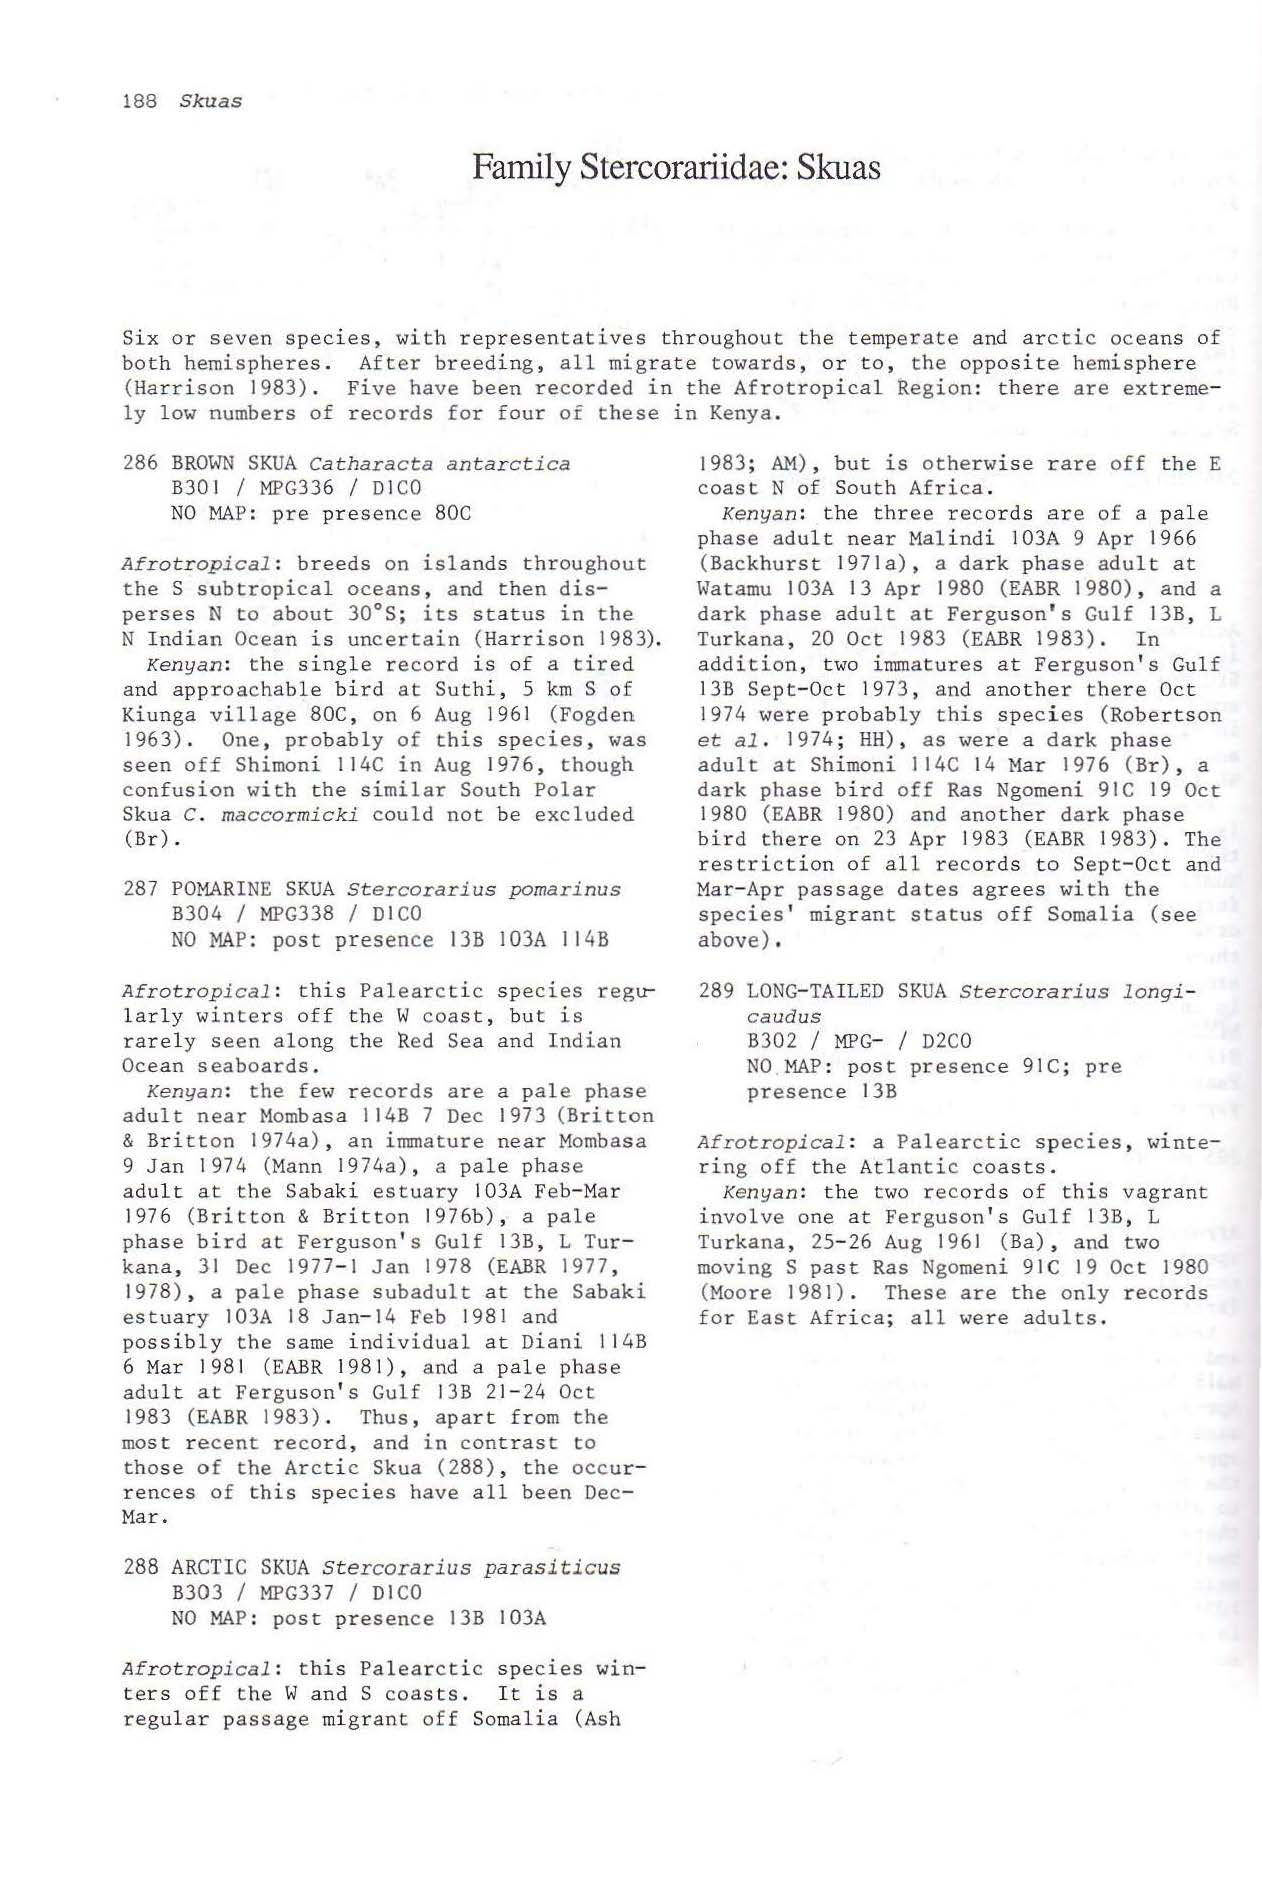 188 Skuas
Family Stercorariidae: Skuas
Six or seven species, with representatives throughout the temperate and arctic oceans of
both hemispheres. After breeding, all migrate towards, or to, the opposite hemisphere
(Harrison 1983). Five have been recorded in the Afrotropical Region: there are extreme-
ly low numbers of records for four of these in Kenya.
286 BROWN SKUA Catharacta antarctica
B301 / MPG336 / D1C0
NO MAP: pre presence 80C
Afrotropical: breeds on islands throughout
the S subtropical oceans, and then dis-
perses N to about 30°S; its status in the
N Indian Ocean is uncertain (Harrison 1983).
Kenyan: the single record is of a tired
and approachable bird at Suthi, 5 km S of
Kiunga village 80C, on 6 Aug 1961 (Fogden
1963). One, probably of this species, was
seen off Shimoni 114C in Aug 1976, though
confusion with the similar South Polar
Skua C. maccormicki could not be excluded
(Br).
287 POMARINE SKUA Stercorarius pomarinus
B304 / MPG338 / D1C0
NO MAP: post presence 13B 103A 114B
Afrotropical: this Palearctic species regu-
larly winters off the W coast, but is
rarely seen along the Red Sea and Indian
Ocean seaboards.
Kenyan: the few records are a pale phase
adult near Mombasa 114B 7 Dec 1973 (Britton
& Britton 1974a), an immature near Mombasa
9 Jan 1974 (Mann 1974a), a pale phase
adult at the Sabaki estuary 103A Feb-Mar
1976 (Britton & Britton 1976b), a pale
phase bird at Ferguson's Gulf 13B, L Tur-
kana, 31 Dec 1977-1 Jan 1978 (EABR 1977,
1978), a pale phase subadult at the Sabaki
estuary 103A 18 Jan-14 Feb 1981 and
possibly the same individual at Diani 114B
6 Mar 1981 (EABR 1981), and a pale phase
adult at Ferguson's Gulf 13B 21-24 Oct
1983 (EABR 1983). Thus, apart from the
most recent record, and in contrast to
those of the Arctic Skua (288), the occur-
rences of this species have all been Dec-
Mar.
288 ARCTIC SKUA Stercorarius parasiticus
B303 / MPG337 / D1C0
NO MAP: post presence 13B 103A
Afrotropical: this Palearctic species win-
ters off the W and S coasts. It is a
regular passage migrant off Somalia (Ash
1983; AM), but is otherwise rare off the E
coast N of South Africa.
Kenyan: the three records are of a pale
phase adult near Malindi 103A 9 Apr 1966
(Backhurst 1971a), a dark phase adult at
Watamu 103A 13 Apr 1980 (EABR 1980), and a
dark phase adult at Ferguson's Gulf 13B, L
Turkana, 20 Oct 1983 (EABR 1983). In
addition, two immatures at Ferguson's Gulf
13B Sept-Oct 1973, and another there Oct
1974 were probably this species (Robertson
et al. 1974; HH), as were a dark phase
adult at Shimoni 114C 14 Mar 1976 (Br), a
dark phase bird off Ras Ngomeni 91C 19 Oct
1980 (EABR 1980) and another dark phase
bird there on 23 Apr 1983 (EABR 1983). The
restriction of all records to Sept-Oct and
Mar-Apr passage dates agrees with the
species' migrant status off Somalia (see
above).
289 LONG-TAILED SKUA Stercorarius longi-
caudus
B302 / MPG- / D2C0
NO MAP: post presence 91C; pre
presence 13B
Afrotropical: a Palearctic species, winte-
ring off the Atlantic coasts.
Kenyan: the two records of this vagrant
involve one at Ferguson's Gulf 13B, L
Turkana, 25-26 Aug 1961 (Ba), and two
moving S past Ras Ngomeni 91C 19 Oct 1980
(Moore 1981). These are the only records
for East Africa; all were adults.